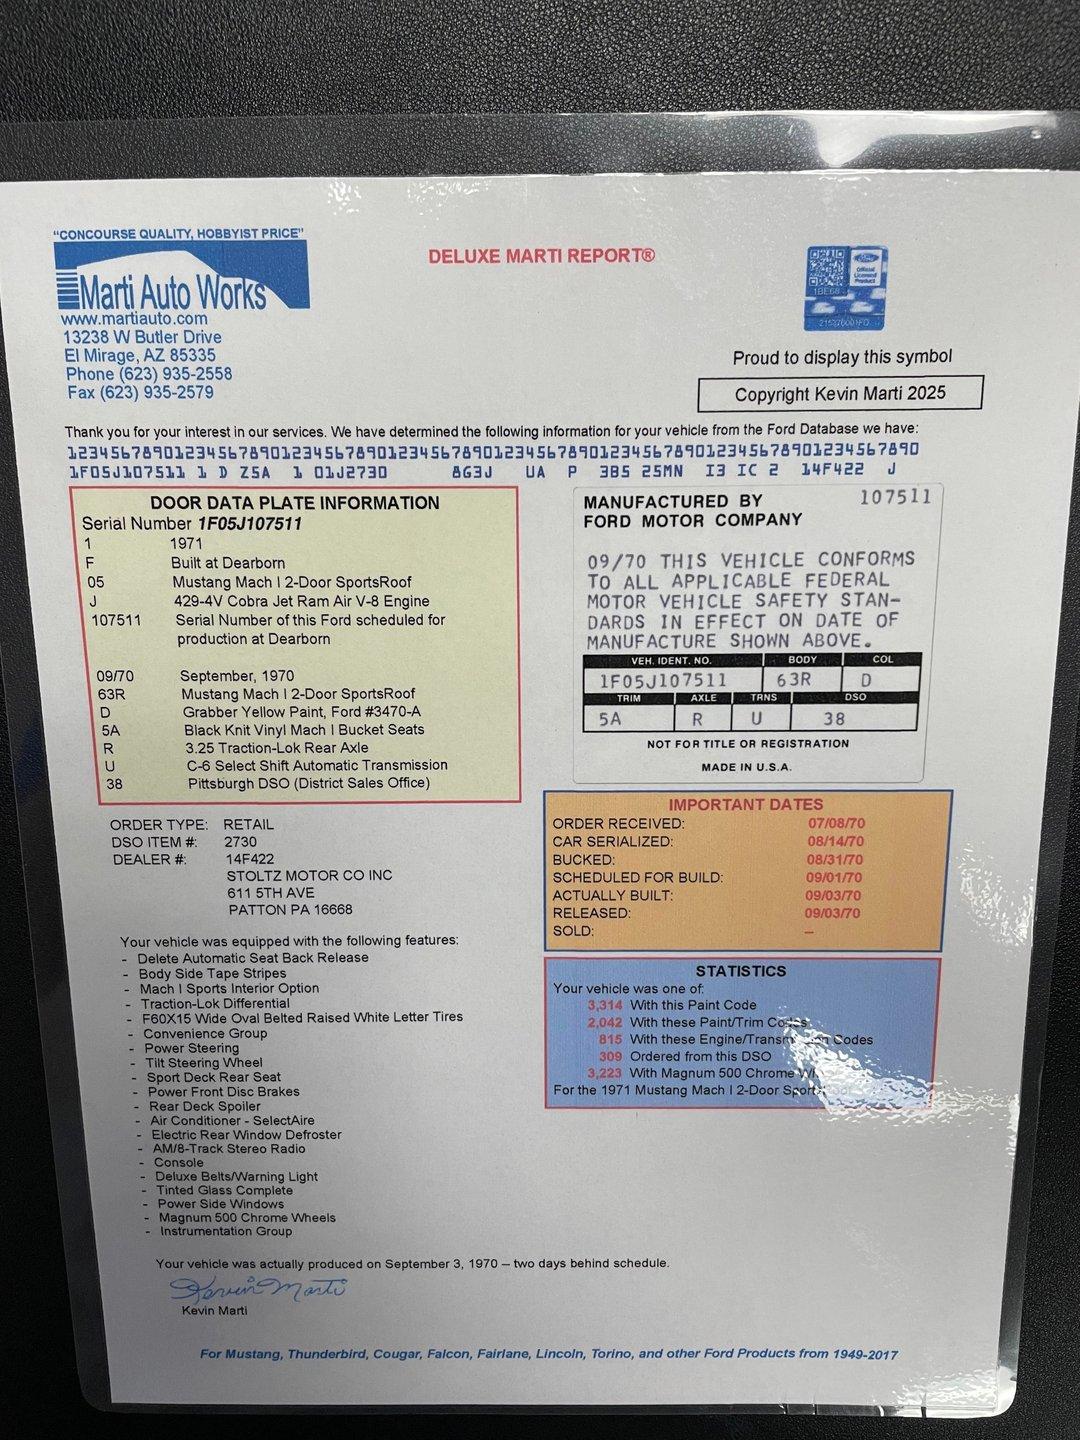 "CONCOURSE QUALITY, HOBBYIST PRICE"
Marti Auto Works
www.martiauto.com
13238 W Butler Drive
El Mirage, AZ 85335
Phone (623) 935-2558
Fax (623) 935-2579
DELUXE MARTI REPORT®
Ford
Official
Licensed
Product
Proud to display this symbol
Copyright Kevin Marti 2025
Thank you for your interest in our services. We have determined the following information for your vehicle from the Ford Database we have:
12345678901234567890123456789012345678901234567890123456789012345678901234567890
1F05J107511 1 D Z5A 1 01J2730 8G3J UA P 3B5 25MN I3 IC 2 14F422 J
DOOR DATA PLATE INFORMATION
Serial Number 1F05J107511
1 1971
F Built at Dearborn
05 Mustang Mach I 2-Door SportsRoof
J 429-4V Cobra Jet Ram Air V-8 Engine
107511 Serial Number of this Ford scheduled for
production at Dearborn
09/70 September, 1970
63R Mustang Mach I 2-Door SportsRoof
D Grabber Yellow Paint, Ford #3470-A
5A Black Knit Vinyl Mach I Bucket Seats
R 3.25 Traction-Lok Rear Axle
U C-6 Select Shift Automatic Transmission
38 Pittsburgh DSO (District Sales Office)
MANUFACTURED BY 107511
FORD MOTOR COMPANY
09/70 THIS VEHICLE CONFORMS
TO ALL APPLICABLE FEDERAL
MOTOR VEHICLE SAFETY STAN-
DARDS IN EFFECT ON DATE OF
MANUFACTURE SHOWN ABOVE.
VEH. IDENT. NO. BODY COL
1F05J107511 63R D
TRIM AXLE TRNS DSO
5A R U 38
NOT FOR TITLE OR REGISTRATION
MADE IN U.S.A.
ORDER TYPE: RETAIL
DSO ITEM #: 2730
DEALER #: 14F422
STOLTZ MOTOR CO INC
611 5TH AVE
PATTON PA 16668
IMPORTANT DATES
ORDER RECEIVED: 07/08/70
CAR SERIALIZED: 08/14/70
BUCKED: 08/31/70
SCHEDULED FOR BUILD: 09/01/70
ACTUALLY BUILT: 09/03/70
RELEASED: 09/03/70
SOLD: –
Your vehicle was equipped with the following features:
- Delete Automatic Seat Back Release
- Body Side Tape Stripes
- Mach I Sports Interior Option
- Traction-Lok Differential
- F60X15 Wide Oval Belted Raised White Letter Tires
- Convenience Group
- Power Steering
- Tilt Steering Wheel
- Sport Deck Rear Seat
- Power Front Disc Brakes
- Rear Deck Spoiler
- Air Conditioner - SelectAire
- Electric Rear Window Defroster
- AM/8-Track Stereo Radio
- Console
- Deluxe Belts/Warning Light
- Tinted Glass Complete
- Power Side Windows
- Magnum 500 Chrome Wheels
- Instrumentation Group
STATISTICS
Your vehicle was one of:
3,314 With this Paint Code
2,042 With these Paint/Trim Codes
815 With these Engine/Transmission Codes
309 Ordered from this DSO
3,223 With Magnum 500 Chrome
For the 1971 Mustang Mach I 2-Door
Your vehicle was actually produced on September 3, 1970 – two days behind schedule.
Kevin Marti
Kevin Marti
For Mustang, Thunderbird, Cougar, Falcon, Fairlane, Lincoln, Torino, and other Ford Products from 1949-2017